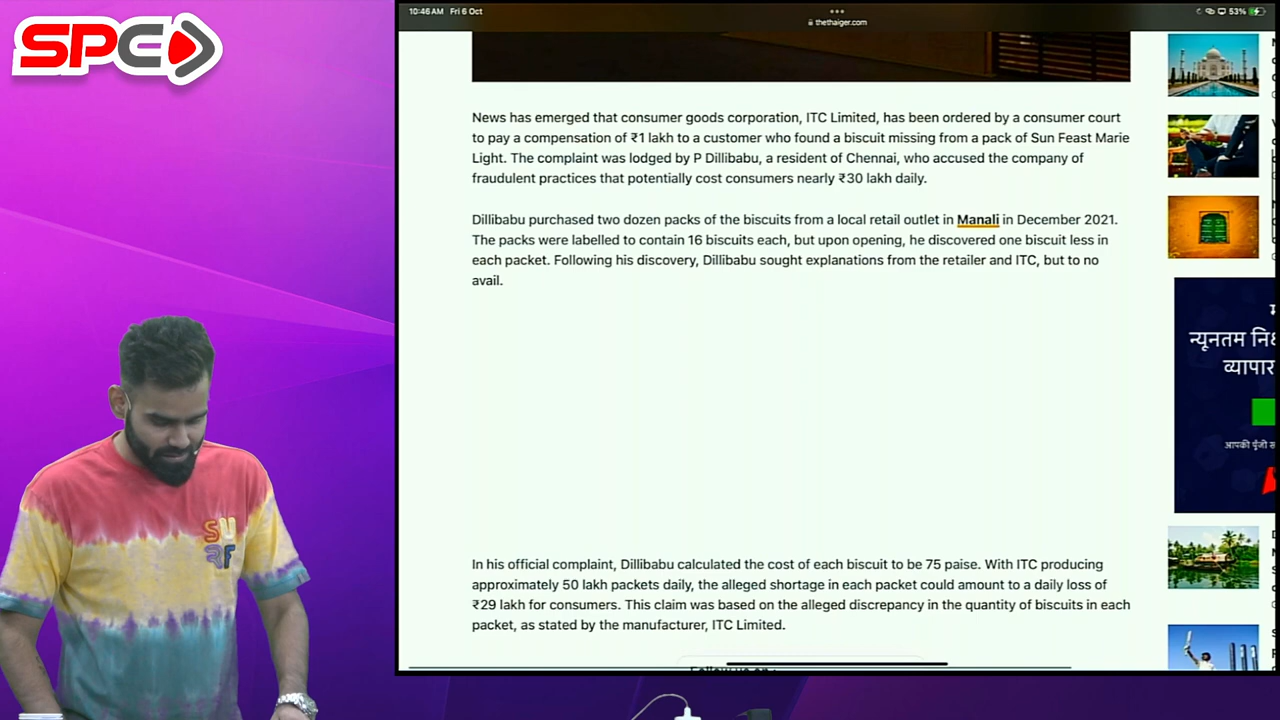 SPC
10:46AM Fri 6 Oct
thethaiger.com
53%
News has emerged that consumer goods corporation, ITC Limited, has been ordered by a consumer court
to pay a compensation of ₹1 lakh to a customer who found a biscuit missing from a pack of Sun Feast Marie
Light. The complaint was lodged by P Dillibabu, a resident of Chennai, who accused the company of
fraudulent practices that potentially cost consumers nearly ₹30 lakh daily.
Dillibabu purchased two dozen packs of the biscuits from a local retail outlet in Manali in December 2021.
The packs were labelled to contain 16 biscuits each, but upon opening, he discovered one biscuit less in
each packet. Following his discovery, Dillibabu sought explanations from the retailer and ITC, but to no
avail.
न्यूनतम
व्यापार
In his official complaint, Dillibabu calculated the cost of each biscuit to be 75 paise. With ITC producing
approximately 50 lakh packets daily, the alleged shortage in each packet could amount to a daily loss of
₹29 lakh for consumers. This claim was based on the alleged discrepancy in the quantity of biscuits in each
packet, as stated by the manufacturer, ITC Limited.
SURF